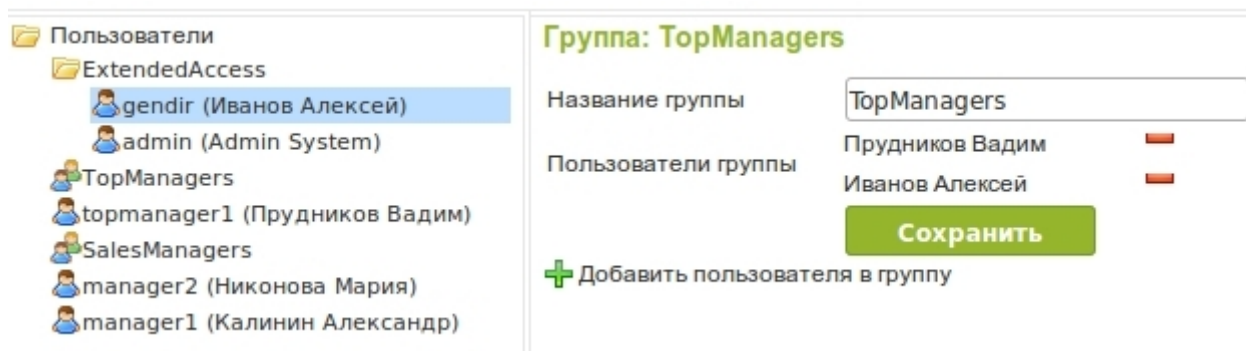 Пользователи
ExtendedAccess
gendir (Иванов Алексей)
admin (Admin System)
TopManagers
topmanager1 (Прудников Вадим)
SalesManagers
manager2 (Никонова Мария)
manager1 (Калинин Александр)
Группа: TopManagers
Название группы TopManagers
Пользователи группы
Прудников Вадим
Иванов Алексей
Сохранить
Добавить пользователя в группу